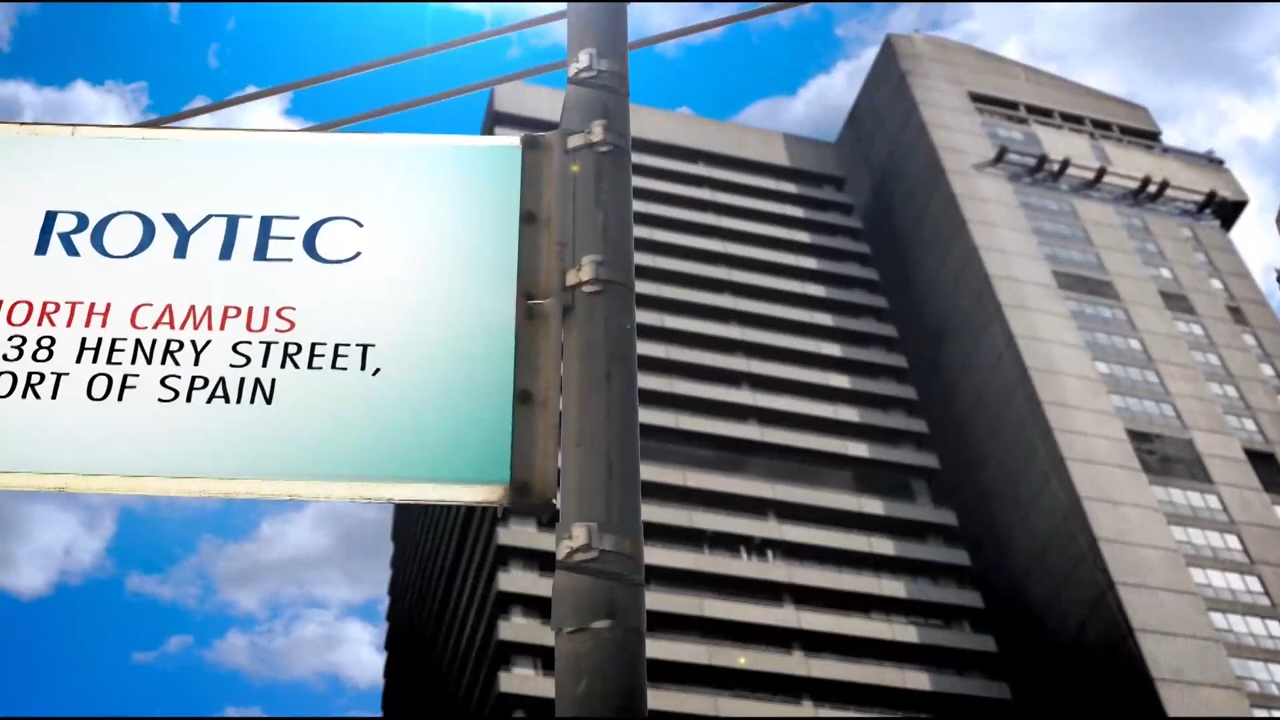 ROYTEC
ORTH CAMPUS
38 HENRY STREET,
ORT OF SPAIN